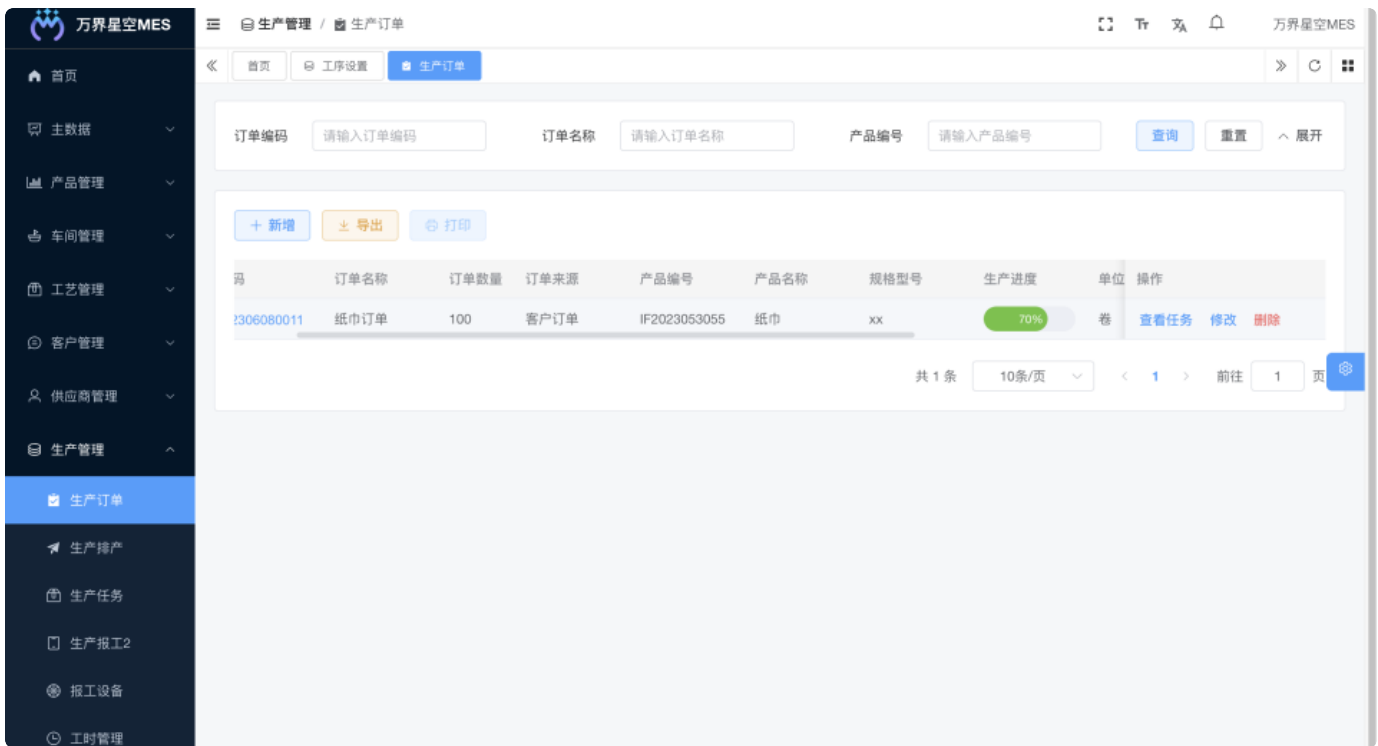 万界星空MES
生产管理 / 生产订单
万界星空MES
首页
工序设置
生产订单
首页
主数据
产品管理
车间管理
工艺管理
客户管理
供应商管理
生产管理
生产订单
生产排产
生产任务
生产报工2
报工设备
工时管理
订单编码 请输入订单编码 订单名称 请输入订单名称 产品编号 请输入产品编号 查询 重置 展开
新增 导出 打印
码 订单名称 订单数量 订单来源 产品编号 产品名称 规格型号 生产进度 单位 操作
2306080011 纸巾订单 100 客户订单 IF2023053055 纸巾 xx 70% 卷 查看任务 修改 删除
共 1 条 10条/页 1 前往 1 页